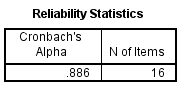 Reliability Statistics
Cronbach's Alpha N of Items
.886 16